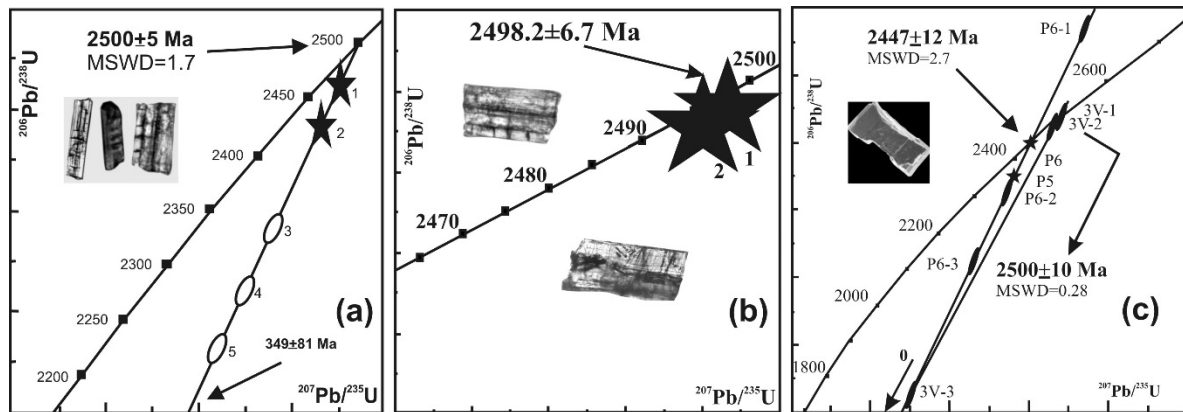 2500±5 Ma
MSWD=1.7
2500
2450
2400
2350
2300
2250
2200
1
2
3
4
5
349±81 Ma
(a)
²⁰⁶Pb/²³⁸U
²⁰⁷Pb/²³⁵U
2498.2±6.7 Ma
2500
2490
2480
2470
1
2
(b)
²⁰⁶Pb/²³⁸U
²⁰⁷Pb/²³⁵U
2447±12 Ma
MSWD=2.7
P6-1
2600
3V-1
3V-2
2400
P6
P5
P6-2
2200
P6-3
2500±10 Ma
MSWD=0.28
2000
1800
0
3V-3
(c)
²⁰⁶Pb/²³⁸U
²⁰⁷Pb/²³⁵U